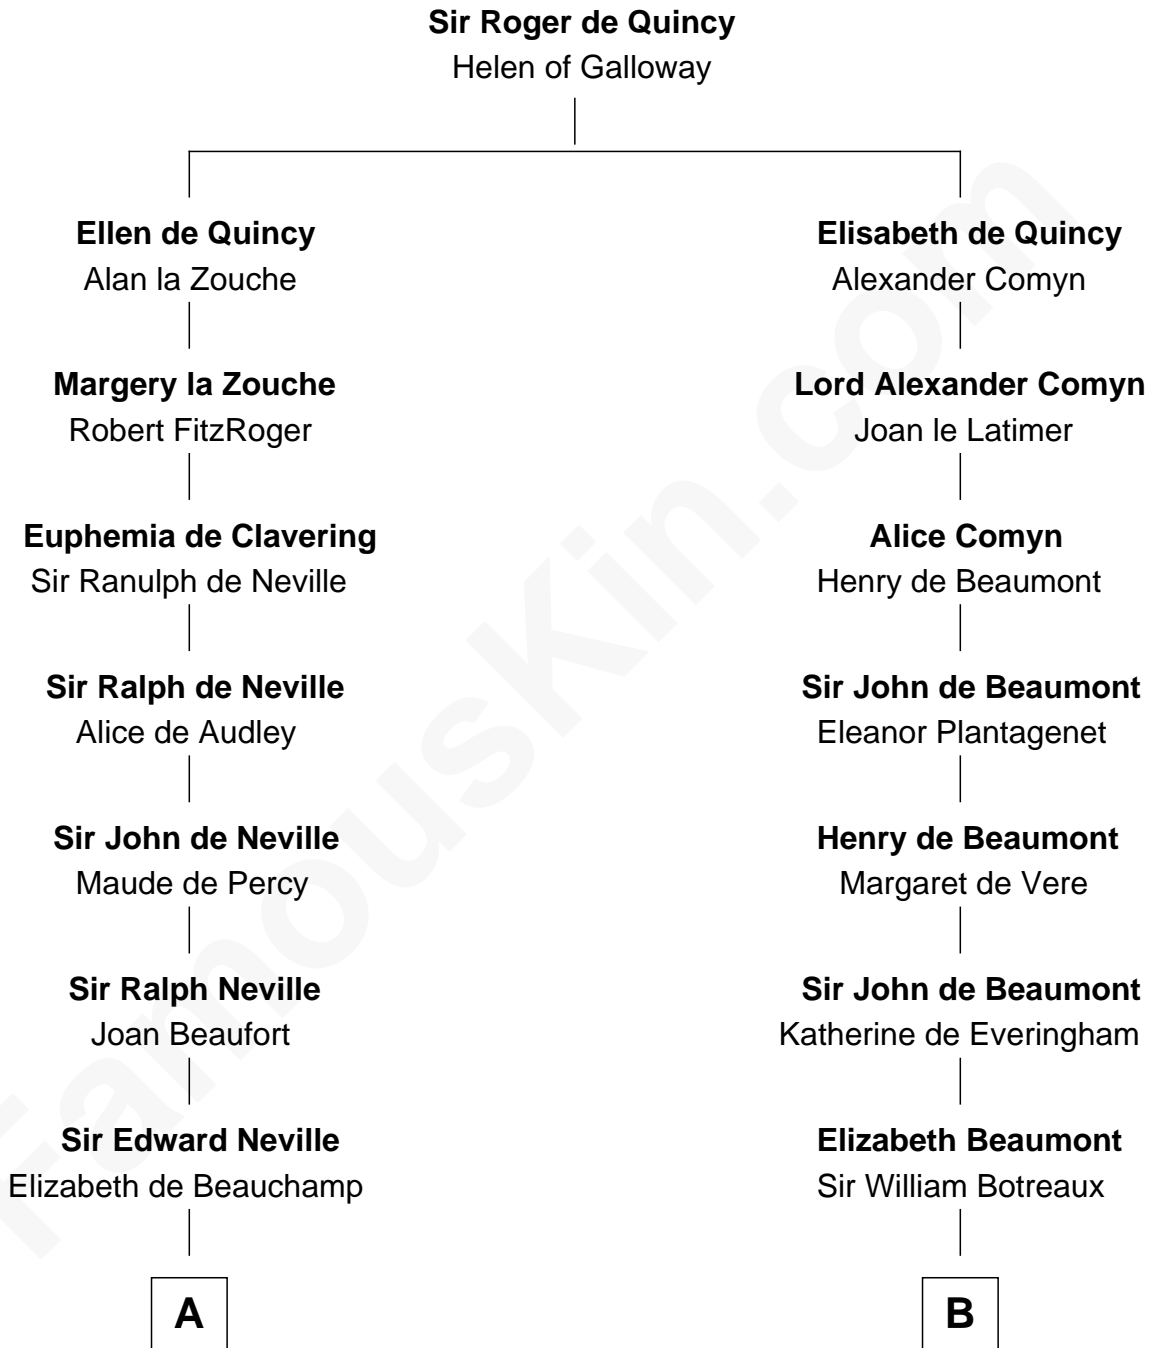 Sir Roger de Quincy
Helen of Galloway
Ellen de Quincy
Alan la Zouche
Elisabeth de Quincy
Alexander Comyn
Margery la Zouche
Robert FitzRoger
Lord Alexander Comyn
Joan le Latimer
Euphemia de Clavering
Sir Ranulph de Neville
Alice Comyn
Henry de Beaumont
Sir Ralph de Neville
Alice de Audley
Sir John de Beaumont
Eleanor Plantagenet
Sir John de Neville
Maude de Percy
Henry de Beaumont
Margaret de Vere
Sir Ralph Neville
Joan Beaufort
Sir John de Beaumont
Katherine de Everingham
Sir Edward Neville
Elizabeth de Beauchamp
Elizabeth Beaumont
Sir William Botreaux
A
B
FamousKin.com